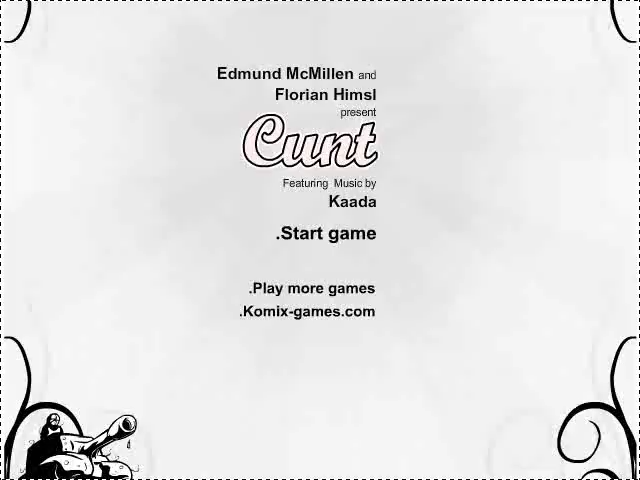 Edmund McMillen and
Florian Himsl
present
Cunt
Featuring Music by
Kaada
.Start game
.Play more games
.Komix-games.com